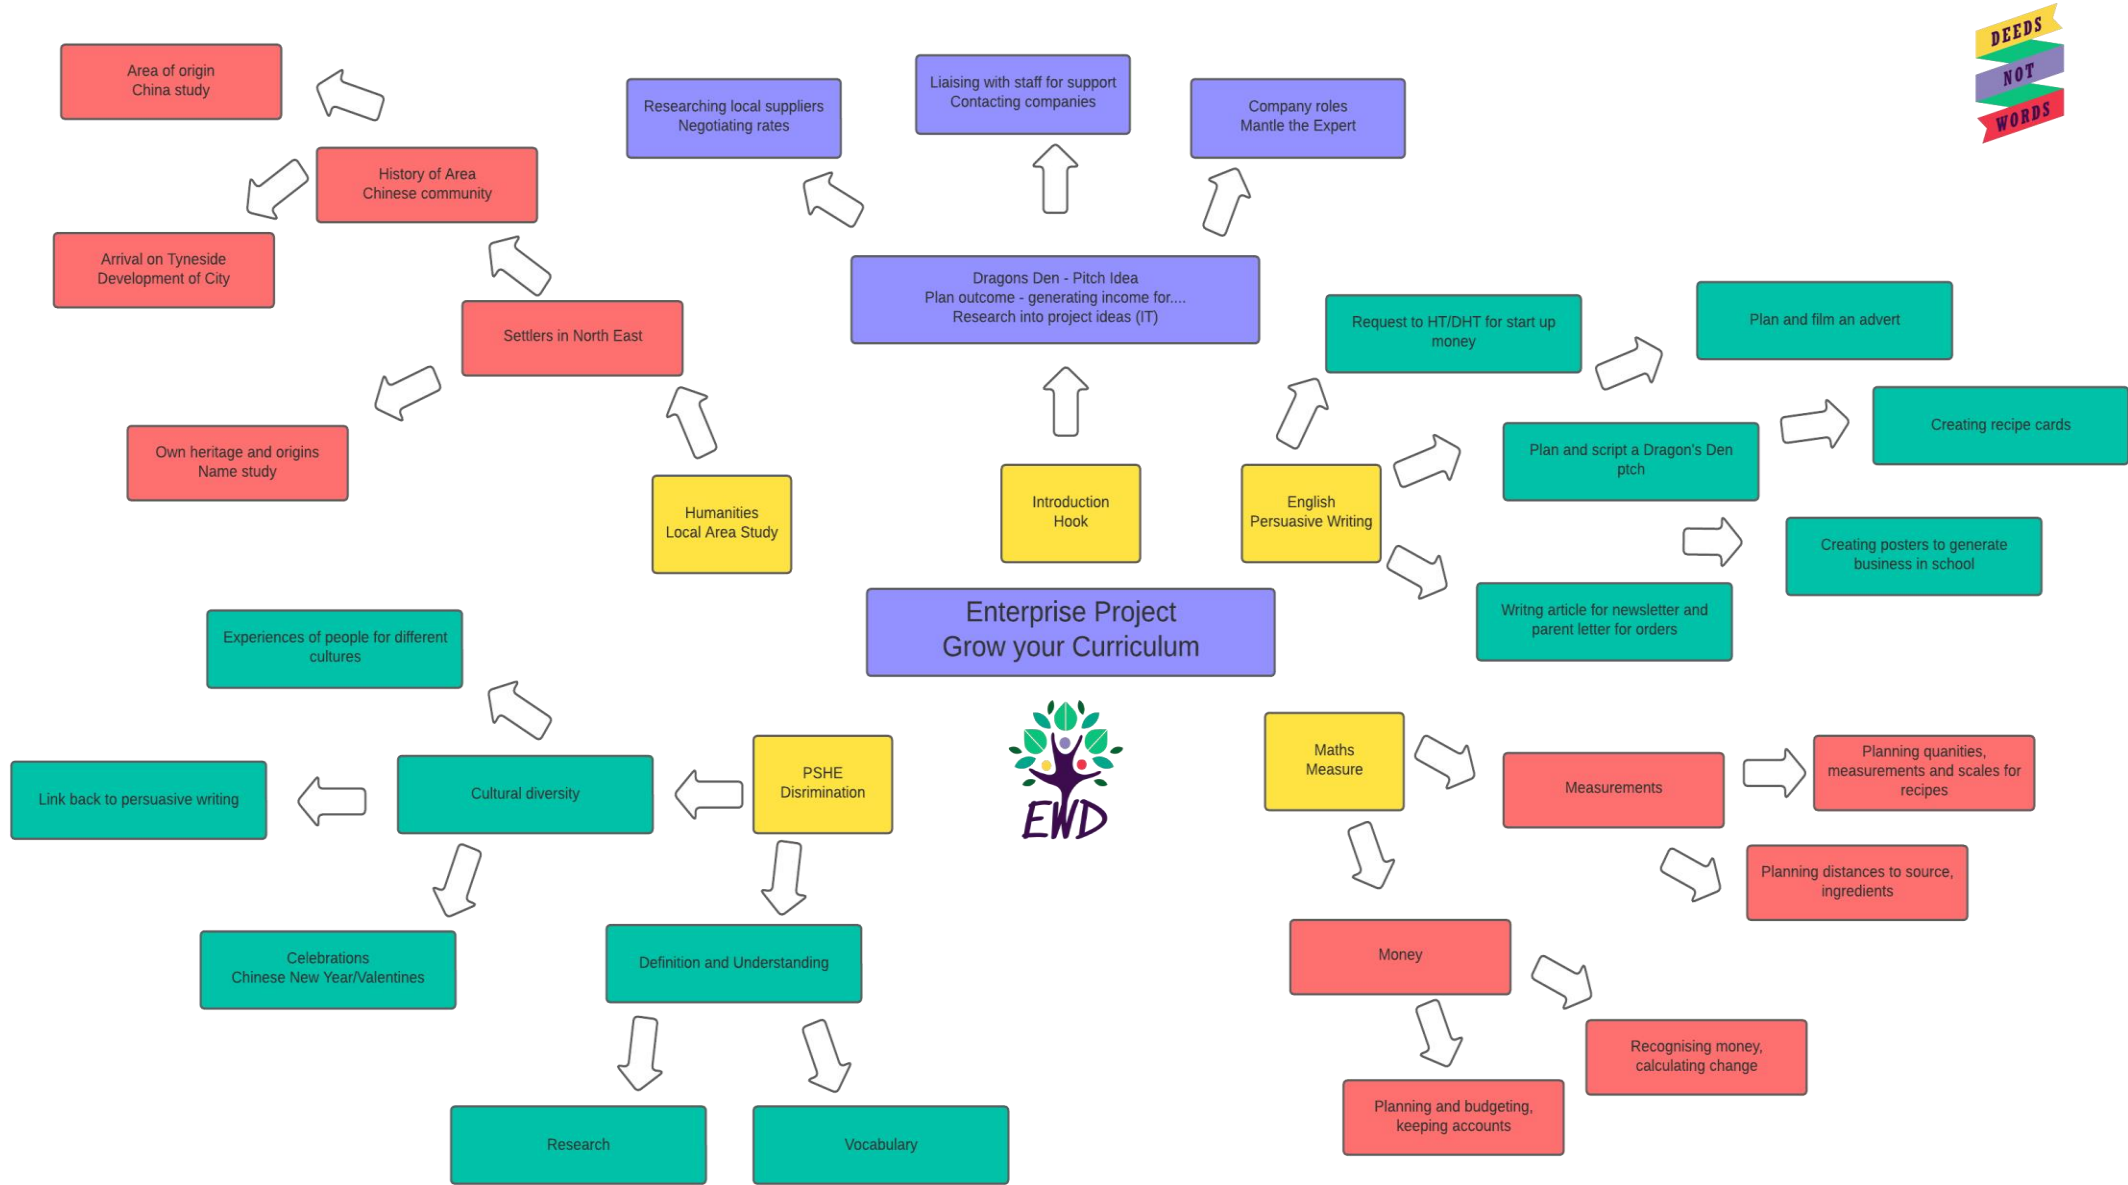 DEEDS
NOT
WORDS
Area of origin
China study
History of Area
Chinese community
Arrival on Tyneside
Development of City
Settlers in North East
Own heritage and origins
Name study
Humanities
Local Area Study
Researching local suppliers
Negotiating rates
Liaising with staff for support
Contacting companies
Company roles
Mantle the Expert
Dragons Den - Pitch Idea
Plan outcome - generating income for....
Research into project ideas (IT)
Introduction
Hook
English
Persuasive Writing
Request to HT/DHT for start up
money
Plan and film an advert
Plan and script a Dragon's Den
ptch
Creating recipe cards
Creating posters to generate
business in school
Writng article for newsletter and
parent letter for orders
Enterprise Project
Grow your Curriculum
EWD
Experiences of people for different
cultures
Link back to persuasive writing
Cultural diversity
PSHE
Disrimination
Celebrations
Chinese New Year/Valentines
Definition and Understanding
Research
Vocabulary
Maths
Measure
Measurements
Planning quanities,
measurements and scales for
recipes
Planning distances to source,
ingredients
Money
Recognising money,
calculating change
Planning and budgeting,
keeping accounts